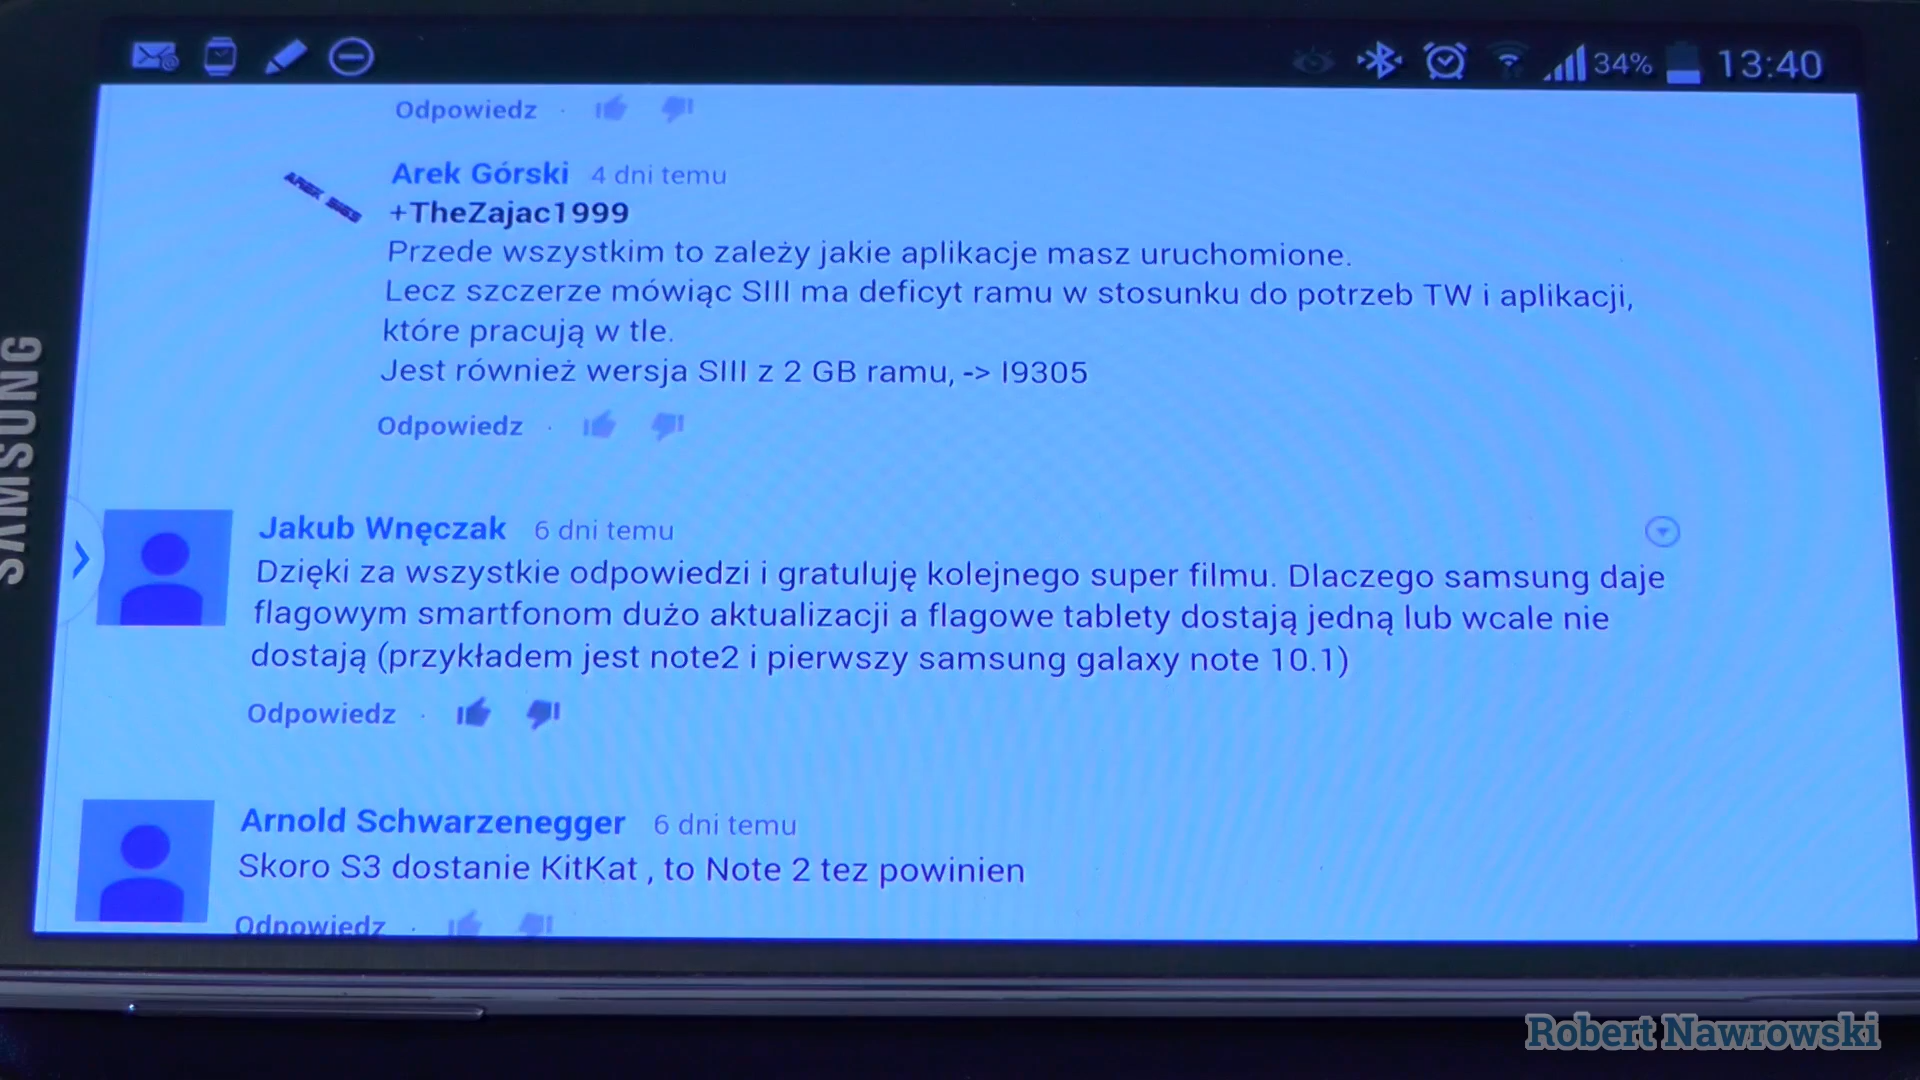 34% 13:40
Odpowiedz ·
Arek Górski 4 dni temu
+TheZajac1999
Przede wszystkim to zależy jakie aplikacje masz uruchomione.
Lecz szczerze mówiąc SIII ma deficyt ramu w stosunku do potrzeb TW i aplikacji,
które pracują w tle.
Jest również wersja SIII z 2 GB ramu, -> I9305
Odpowiedz ·
SAMSUNG
Jakub Wnęczak 6 dni temu
Dzięki za wszystkie odpowiedzi i gratuluję kolejnego super filmu. Dlaczego samsung daje
flagowym smartfonom dużo aktualizacji a flagowe tablety dostają jedną lub wcale nie
dostają (przykładem jest note2 i pierwszy samsung galaxy note 10.1)
Odpowiedz ·
Arnold Schwarzenegger 6 dni temu
Skoro S3 dostanie KitKat , to Note 2 tez powinien
Odpowiedz ·
Robert Nawrowski